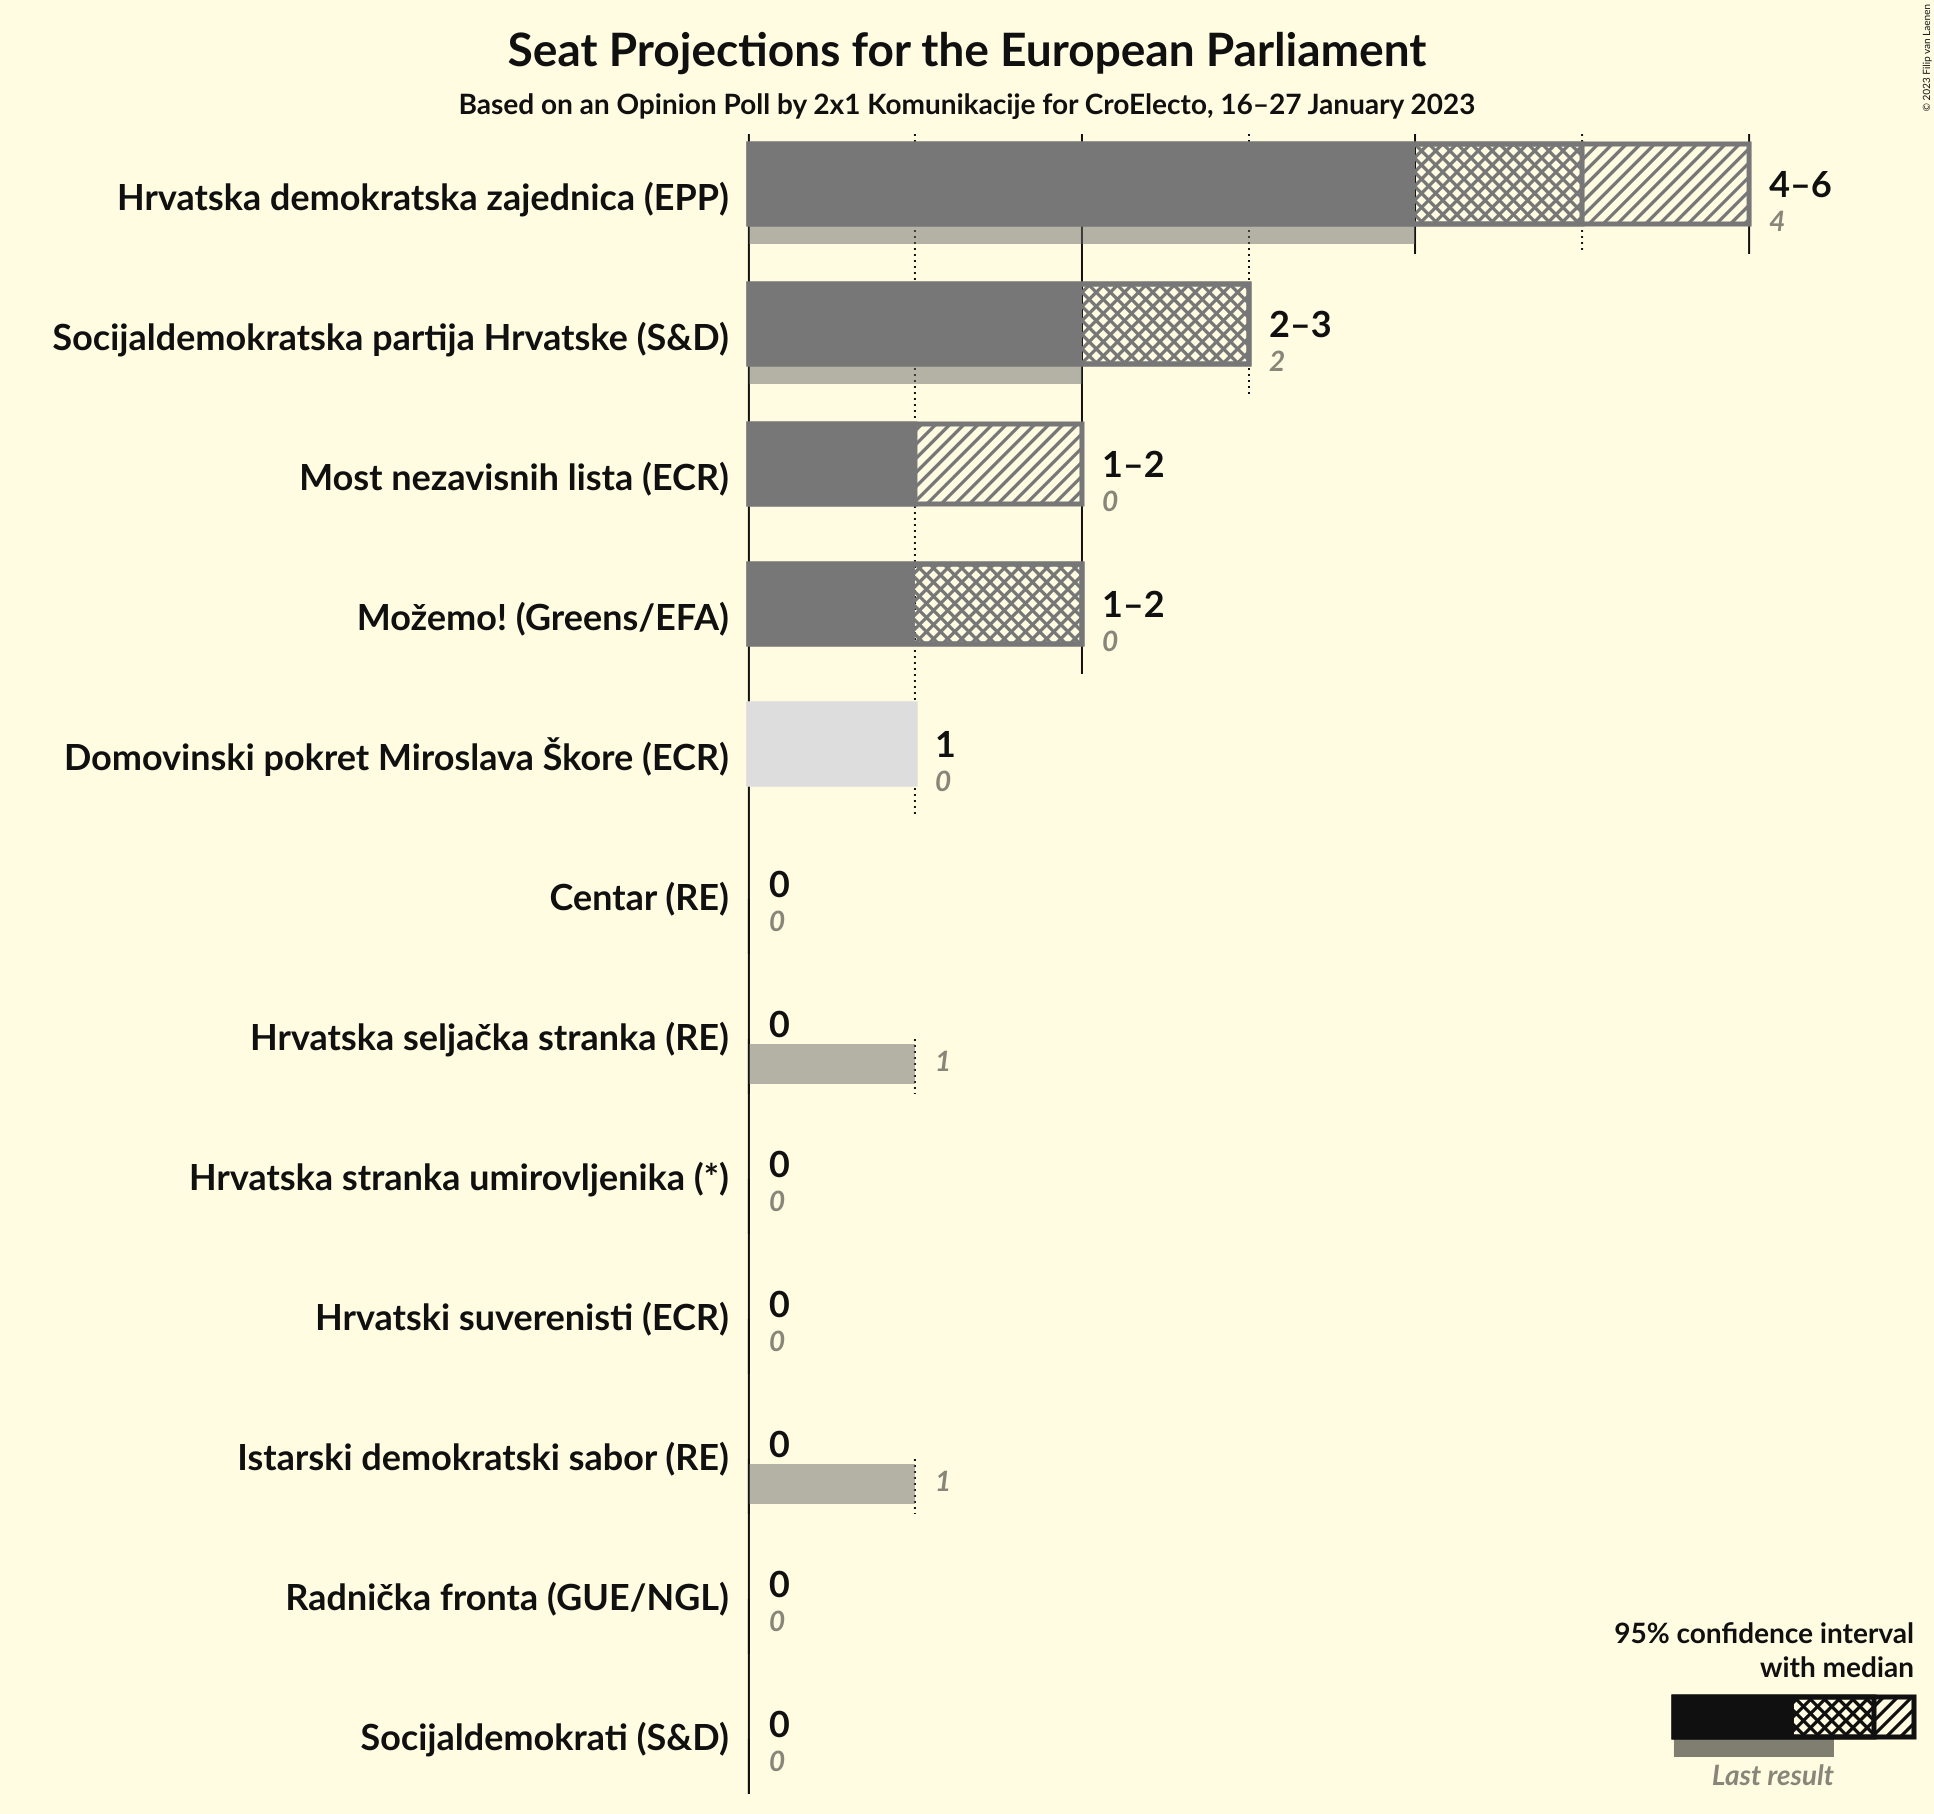 Seat Projections for the European Parliament
Based on an Opinion Poll by 2x1 Komunikacije for CroElecto, 16–27 January 2023
© 2023 Filip van Laenen
Hrvatska demokratska zajednica (EPP)
4–6
4
Socijaldemokratska partija Hrvatske (S&D)
2–3
2
Most nezavisnih lista (ECR)
1–2
0
Možemo! (Greens/EFA)
1–2
0
Domovinski pokret Miroslava Škore (ECR)
1
0
Centar (RE)
0
0
Hrvatska seljačka stranka (RE)
0
1
Hrvatska stranka umirovljenika (*)
0
0
Hrvatski suverenisti (ECR)
0
0
Istarski demokratski sabor (RE)
0
1
Radnička fronta (GUE/NGL)
0
0
Socijaldemokrati (S&D)
0
0
95% confidence interval
with median
Last result